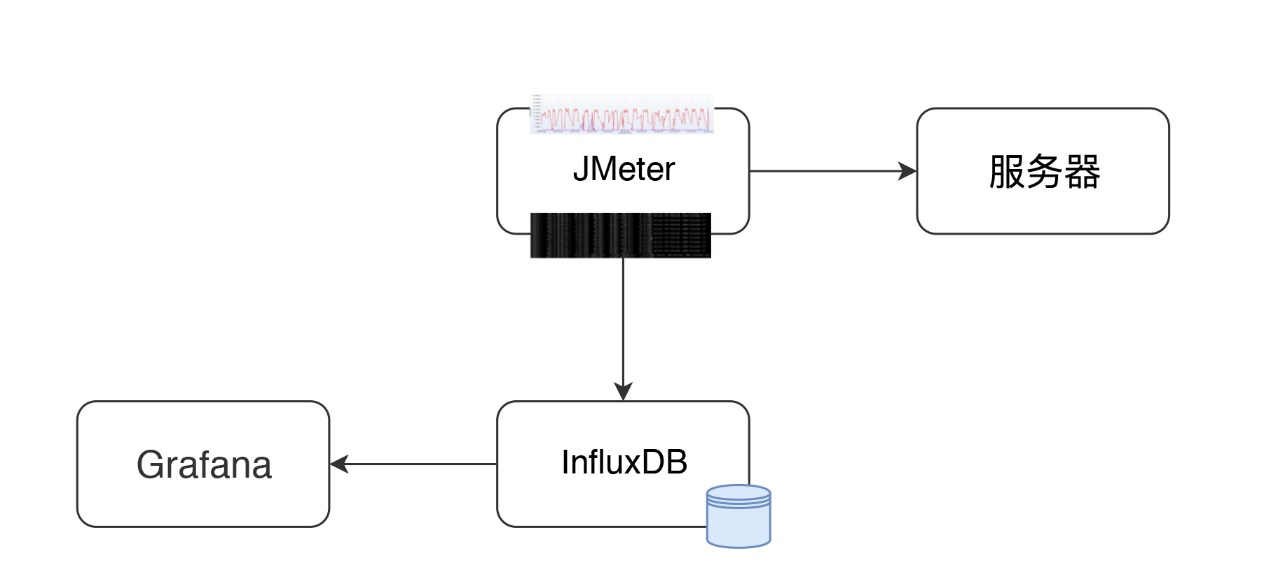 JMeter
服务器
Grafana
InfluxDB